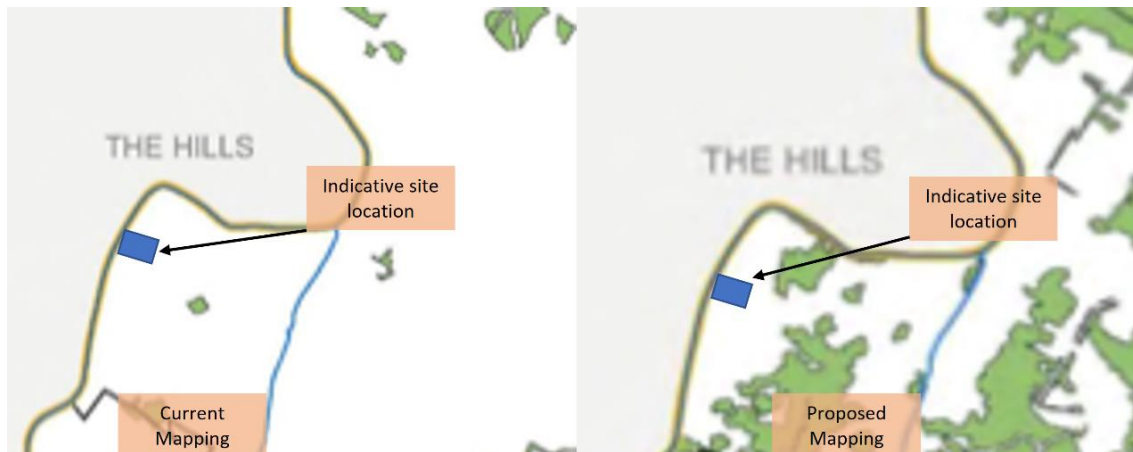 THE HILLS
Indicative site
location
Current
Mapping
THE HILLS
Indicative site
location
Proposed
Mapping